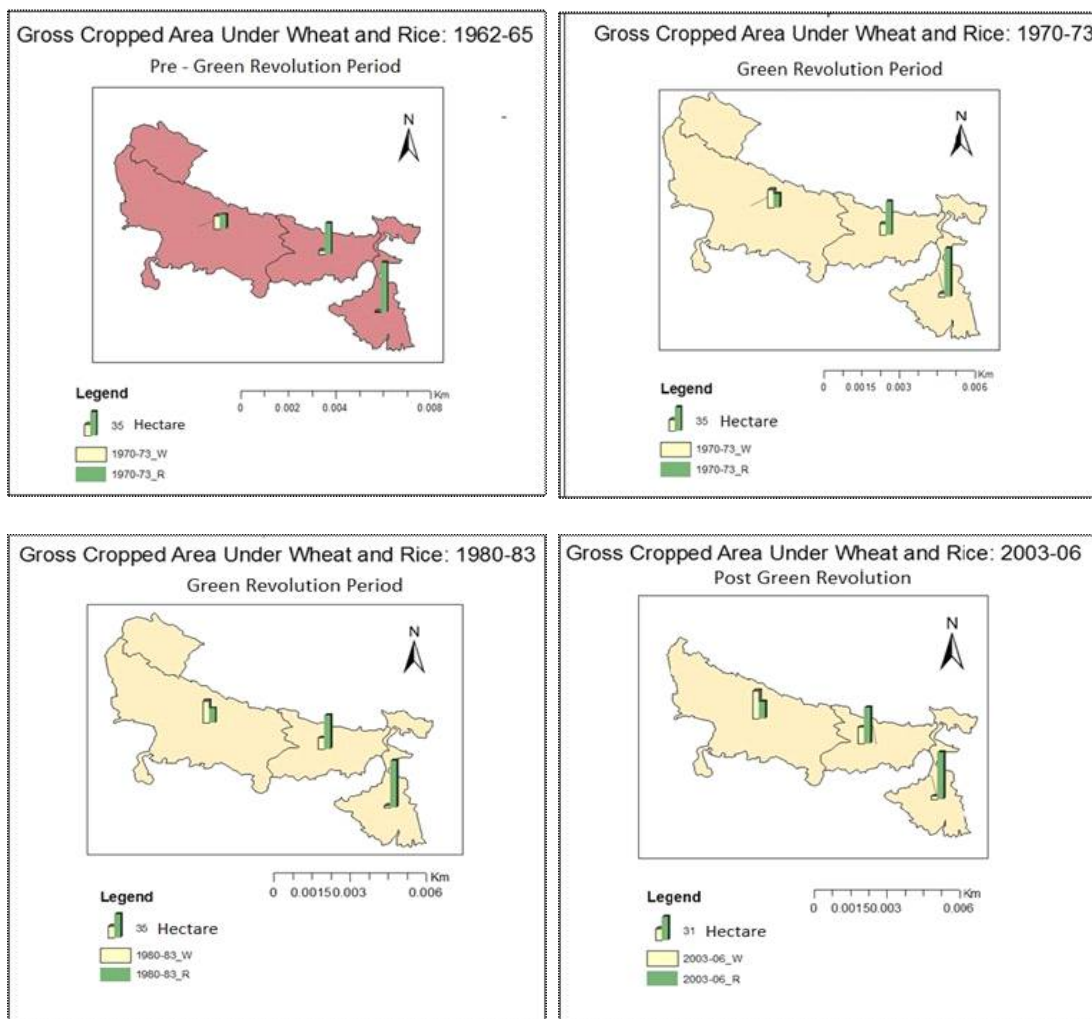 Gross Cropped Area Under Wheat and Rice: 1962-65
Pre - Green Revolution Period
N
Legend
35 Hectare
1970-73_W
1970-73_R
0 0.002 0.004 0.008 Km
Gross Cropped Area Under Wheat and Rice: 1970-73
Green Revolution Period
N
Legend
35 Hectare
1970-73_W
1970-73_R
0 0.0015 0.003 0.006 Km
Gross Cropped Area Under Wheat and Rice: 1980-83
Green Revolution Period
N
Legend
35 Hectare
1980-83_W
1980-83_R
0 0.00150.003 0.006 Km
Gross Cropped Area Under Wheat and Rice: 2003-06
Post Green Revolution
N
Legend
31 Hectare
2003-06_W
2003-06_R
0 0.00150.003 0.006 Km